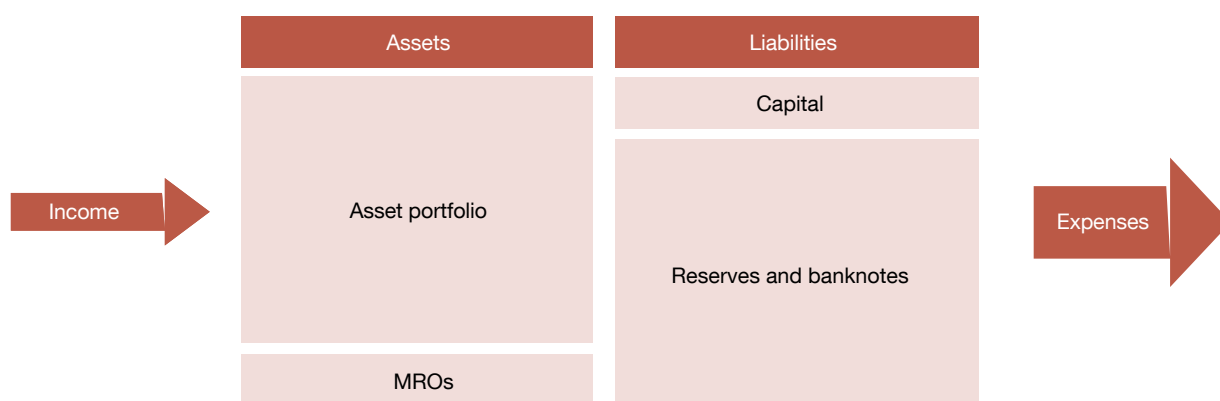 Assets
Liabilities
Capital
Income
Asset portfolio
Expenses
Reserves and banknotes
MROs